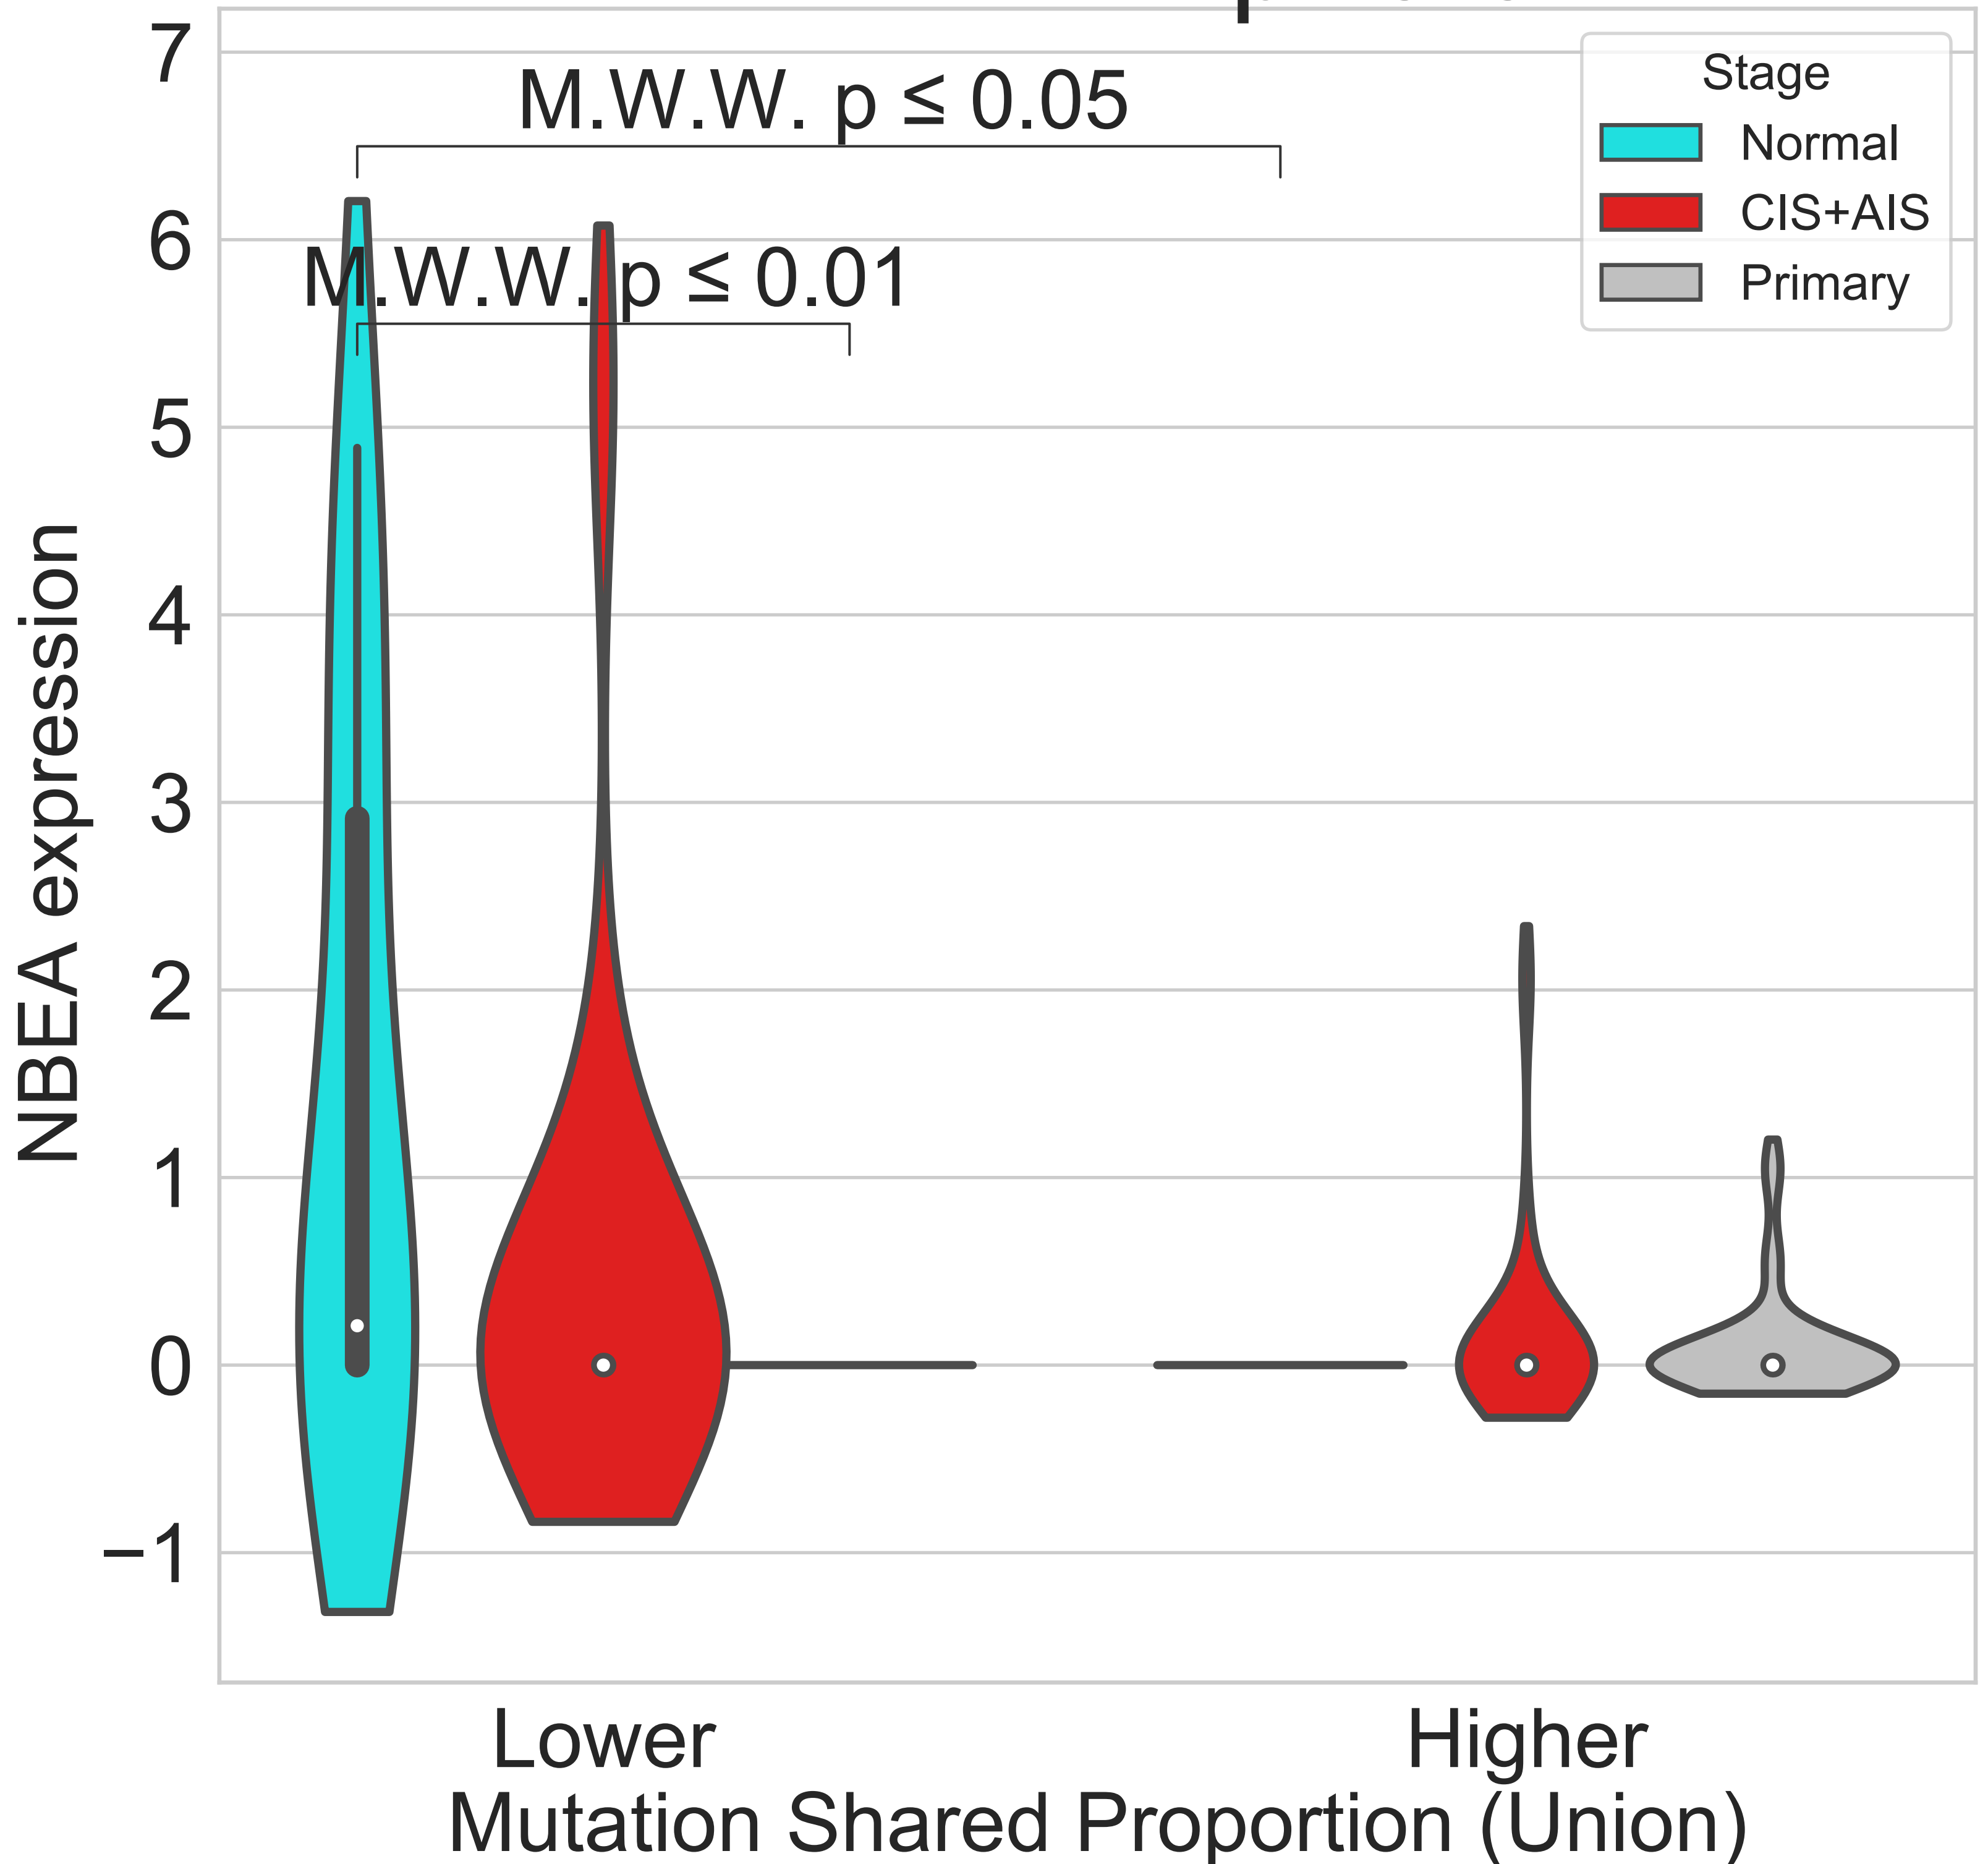 7
6
5
4
3
2
1
0
−1
NBEA expression
M.W.W. p ≤ 0.05
M.W.W. p ≤ 0.01
Stage
Normal
CIS+AIS
Primary
Lower
Higher
Mutation Shared Proportion (Union)